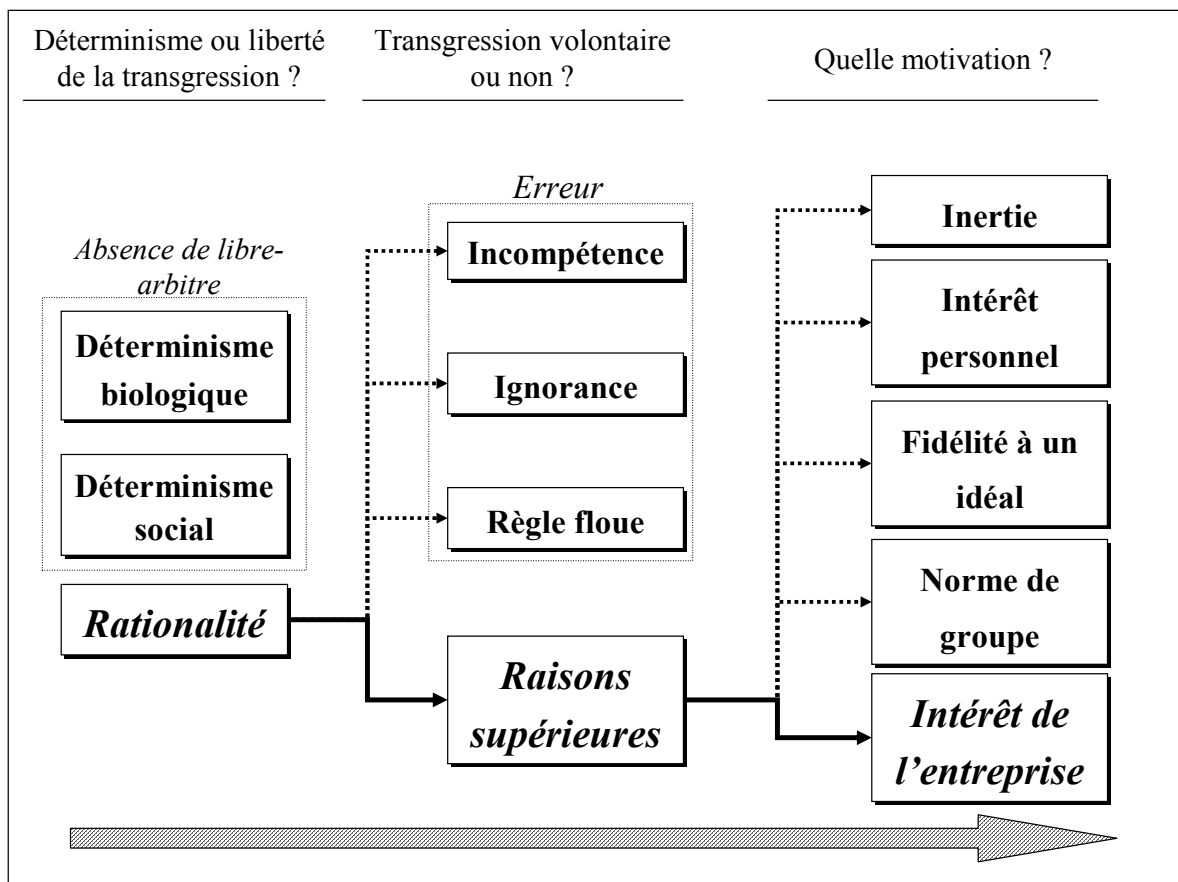 Déterminisme ou liberté
de la transgression ?
Transgression volontaire
ou non ?
Quelle motivation ?
Absence de libre-
arbitre
Déterminisme
biologique
Déterminisme
social
Rationalité
Erreur
Incompétence
Ignorance
Règle floue
Raisons
supérieures
Inertie
Intérêt
personnel
Fidélité à un
idéal
Norme de
groupe
Intérêt de
l’entreprise